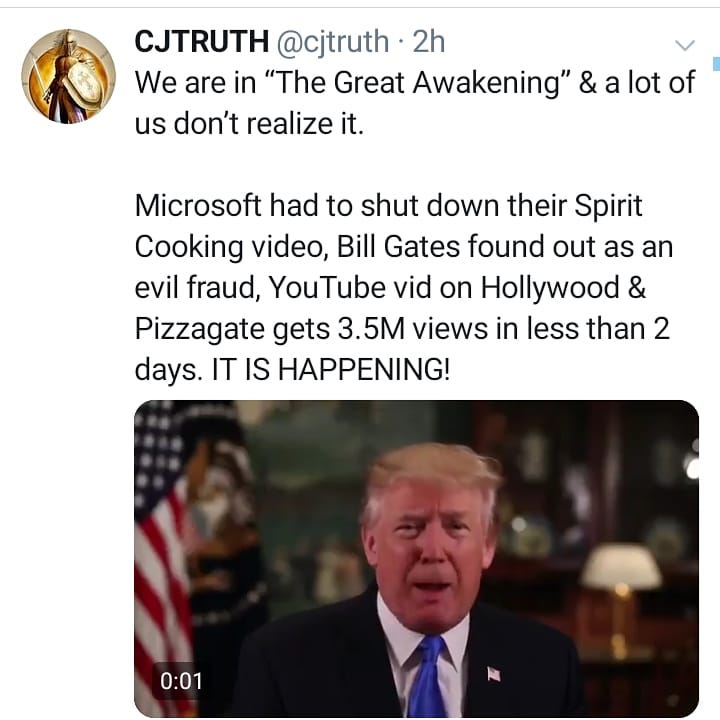 CJTRUTH @cjtruth · 2h
We are in “The Great Awakening” & a lot of
us don’t realize it.
Microsoft had to shut down their Spirit
Cooking video, Bill Gates found out as an
evil fraud, YouTube vid on Hollywood &
Pizzagate gets 3.5M views in less than 2
days. IT IS HAPPENING!
0:01